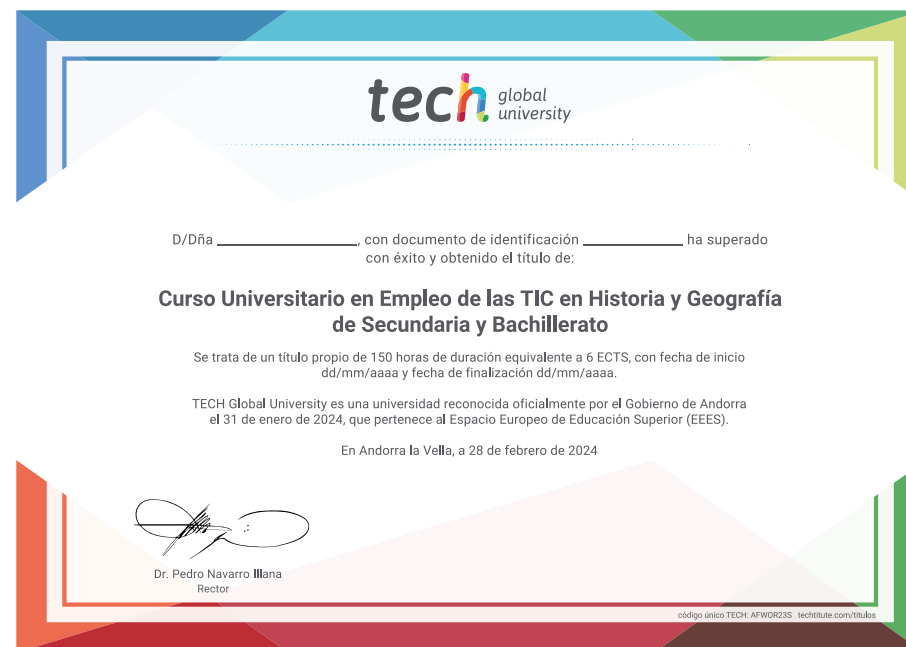 tech global university
D/Dña ______________, con documento de identificación __________ ha superado
con éxito y obtenido el título de:
Curso Universitario en Empleo de las TIC en Historia y Geografía
de Secundaria y Bachillerato
Se trata de un título propio de 150 horas de duración equivalente a 6 ECTS, con fecha de inicio
dd/mm/aaaa y fecha de finalización dd/mm/aaaa.
TECH Global University es una universidad reconocida oficialmente por el Gobierno de Andorra
el 31 de enero de 2024, que pertenece al Espacio Europeo de Educación Superior (EEES).
En Andorra la Vella, a 28 de febrero de 2024
Dr. Pedro Navarro Illana
Rector
código único TECH: AFWOR23S techtitute.com/titulos